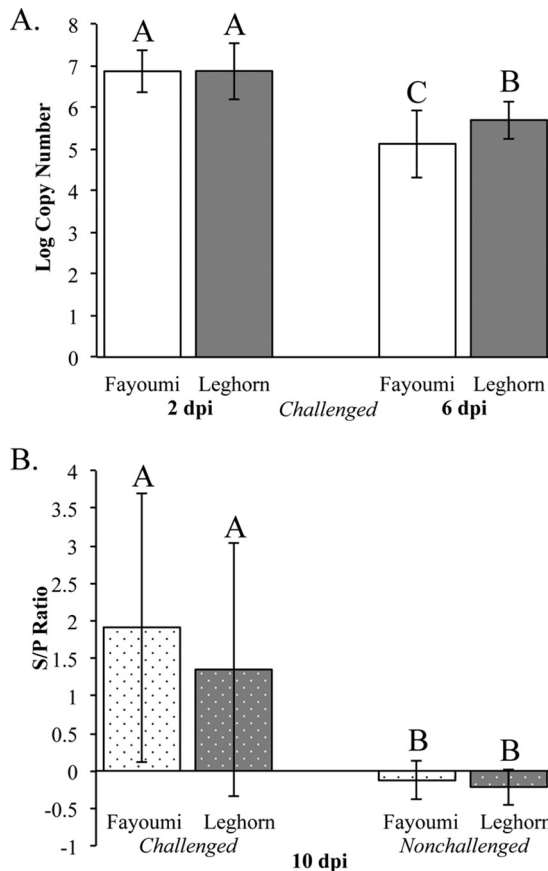 A.
A A
C B
8
7
6
5
4
3
2
1
0
Log Copy Number
Fayoumi Leghorn Fayoumi Leghorn
2 dpi Challenged 6 dpi
B.
A
A
B B
4
3.5
3
2.5
2
1.5
1
0.5
0
-0.5
-1
S/P Ratio
Fayoumi Leghorn Fayoumi Leghorn
Challenged Nonchallenged
10 dpi